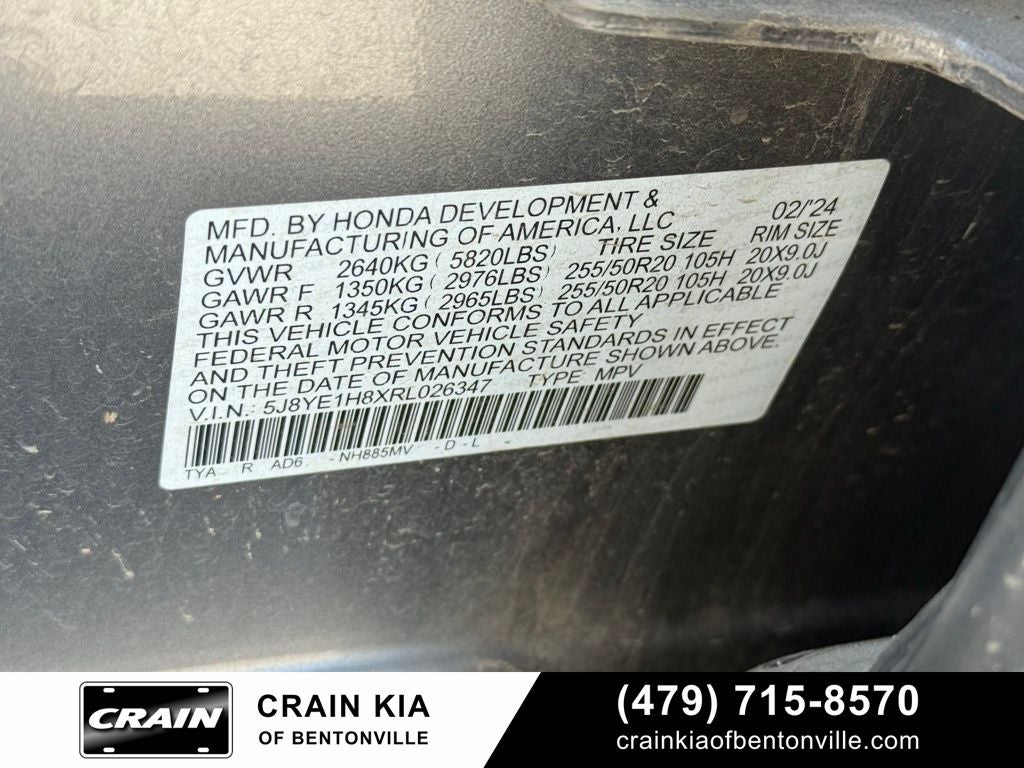 MFD. BY HONDA DEVELOPMENT &
MANUFACTURING OF AMERICA, LLC 02/'24
GVWR 2640KG ( 5820LBS) TIRE SIZE RIM SIZE
GAWR F 1350KG ( 2976LBS) 255/50R20 105H 20X9.0J
GAWR R 1345KG ( 2965LBS) 255/50R20 105H 20X9.0J
THIS VEHICLE CONFORMS TO ALL APPLICABLE
FEDERAL MOTOR VEHICLE SAFETY
AND THEFT PREVENTION STANDARDS IN EFFECT
ON THE DATE OF MANUFACTURE SHOWN ABOVE.
V.I.N.: 5J8YE1H8XRL026347 TYPE: MPV
TYA- R AD6 -NH885MV -D-L -
CRAIN
CRAIN KIA
OF BENTONVILLE
(479) 715-8570
crainkiaofbentonville.com